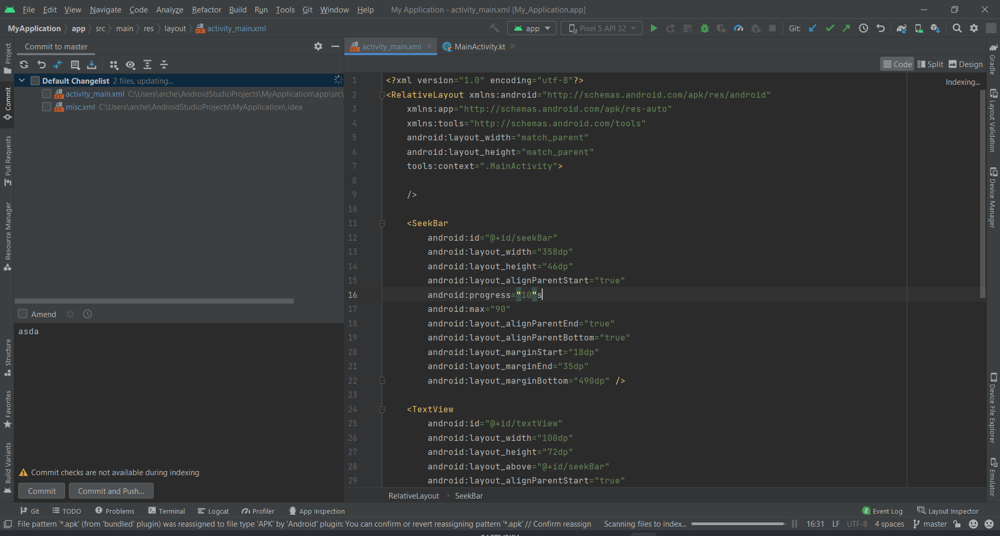 File Edit View Navigate Code Analyze Refactor Build Run Tools Git Window Help My Application - activity_main.xml [My_Application.app]
MyApplication app src main res layout activity_main.xml
app Pixel 5 API 32 Git:
Commit to master
activity_main.xml MainActivity.kt
Code Split Design
Indexing...
Project
Commit
Pull Requests
Resource Manager
Structure
Favorites
Build Variants
Default Changelist 2 files, updating...
activity_main.xml C:\Users\arche\AndroidStudioProjects\MyApplication\app\src\
misc.xml C:\Users\arche\AndroidStudioProjects\MyApplication\.idea
Amend
asda
Commit checks are not available during indexing
Commit Commit and Push...
1 <?xml version="1.0" encoding="utf-8"?>
2 <RelativeLayout xmlns:android="http://schemas.android.com/apk/res/android"
3 xmlns:app="http://schemas.android.com/apk/res-auto"
4 xmlns:tools="http://schemas.android.com/tools"
5 android:layout_width="match_parent"
6 android:layout_height="match_parent"
7 tools:context=".MainActivity">
8
9 />
10
11 <SeekBar
12 android:id="@+id/seekBar"
13 android:layout_width="358dp"
14 android:layout_height="46dp"
15 android:layout_alignParentStart="true"
16 android:progress="10"s
17 android:max="90"
18 android:layout_alignParentEnd="true"
19 android:layout_alignParentBottom="true"
20 android:layout_marginStart="18dp"
21 android:layout_marginEnd="35dp"
22 android:layout_marginBottom="490dp" />
23
24 <TextView
25 android:id="@+id/textView"
26 android:layout_width="100dp"
27 android:layout_height="72dp"
28 android:layout_above="@+id/seekBar"
29 android:layout_alignParentStart="true"
RelativeLayout SeekBar
Gradle
Layout Validation
Device Manager
Device File Explorer
Emulator
Git TODO Problems Terminal Logcat Profiler App Inspection 2 Event Log Layout Inspector
File pattern '*.apk' (from 'bundled' plugin) was reassigned to file type 'APK' by 'Android' plugin: You can confirm or revert reassigning pattern '*.apk' // Confirm reassign Scanning files to index... 16:31 LF UTF-8 4 spaces master